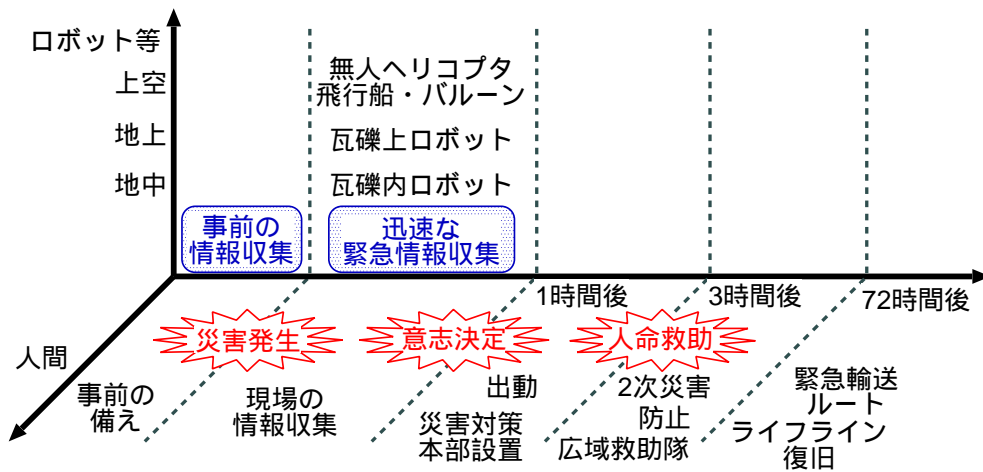 ロボット等
上空
地上
地中
無人ヘリコプタ
飛行船・バルーン
瓦礫上ロボット
瓦礫内ロボット
事前の
情報収集
迅速な
緊急情報収集
1時間後
3時間後
72時間後
災害発生
意志決定
人命救助
人間
事前の
備え
現場の
情報収集
出動
災害対策
本部設置
2次災害
防止
広域救助隊
緊急輸送
ルート
ライフライン
復旧